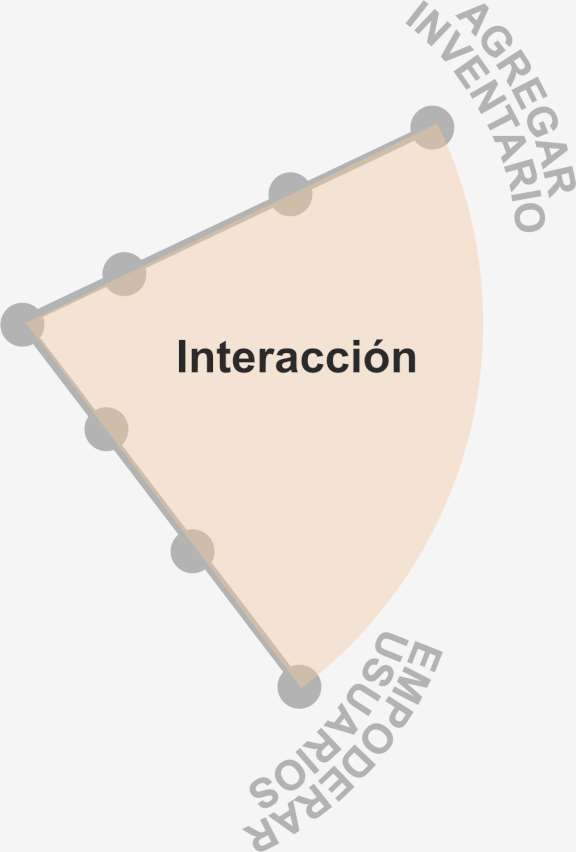 AGREGAR
INVENTARIO
Interacción
EMPODERAR
USUARIOS